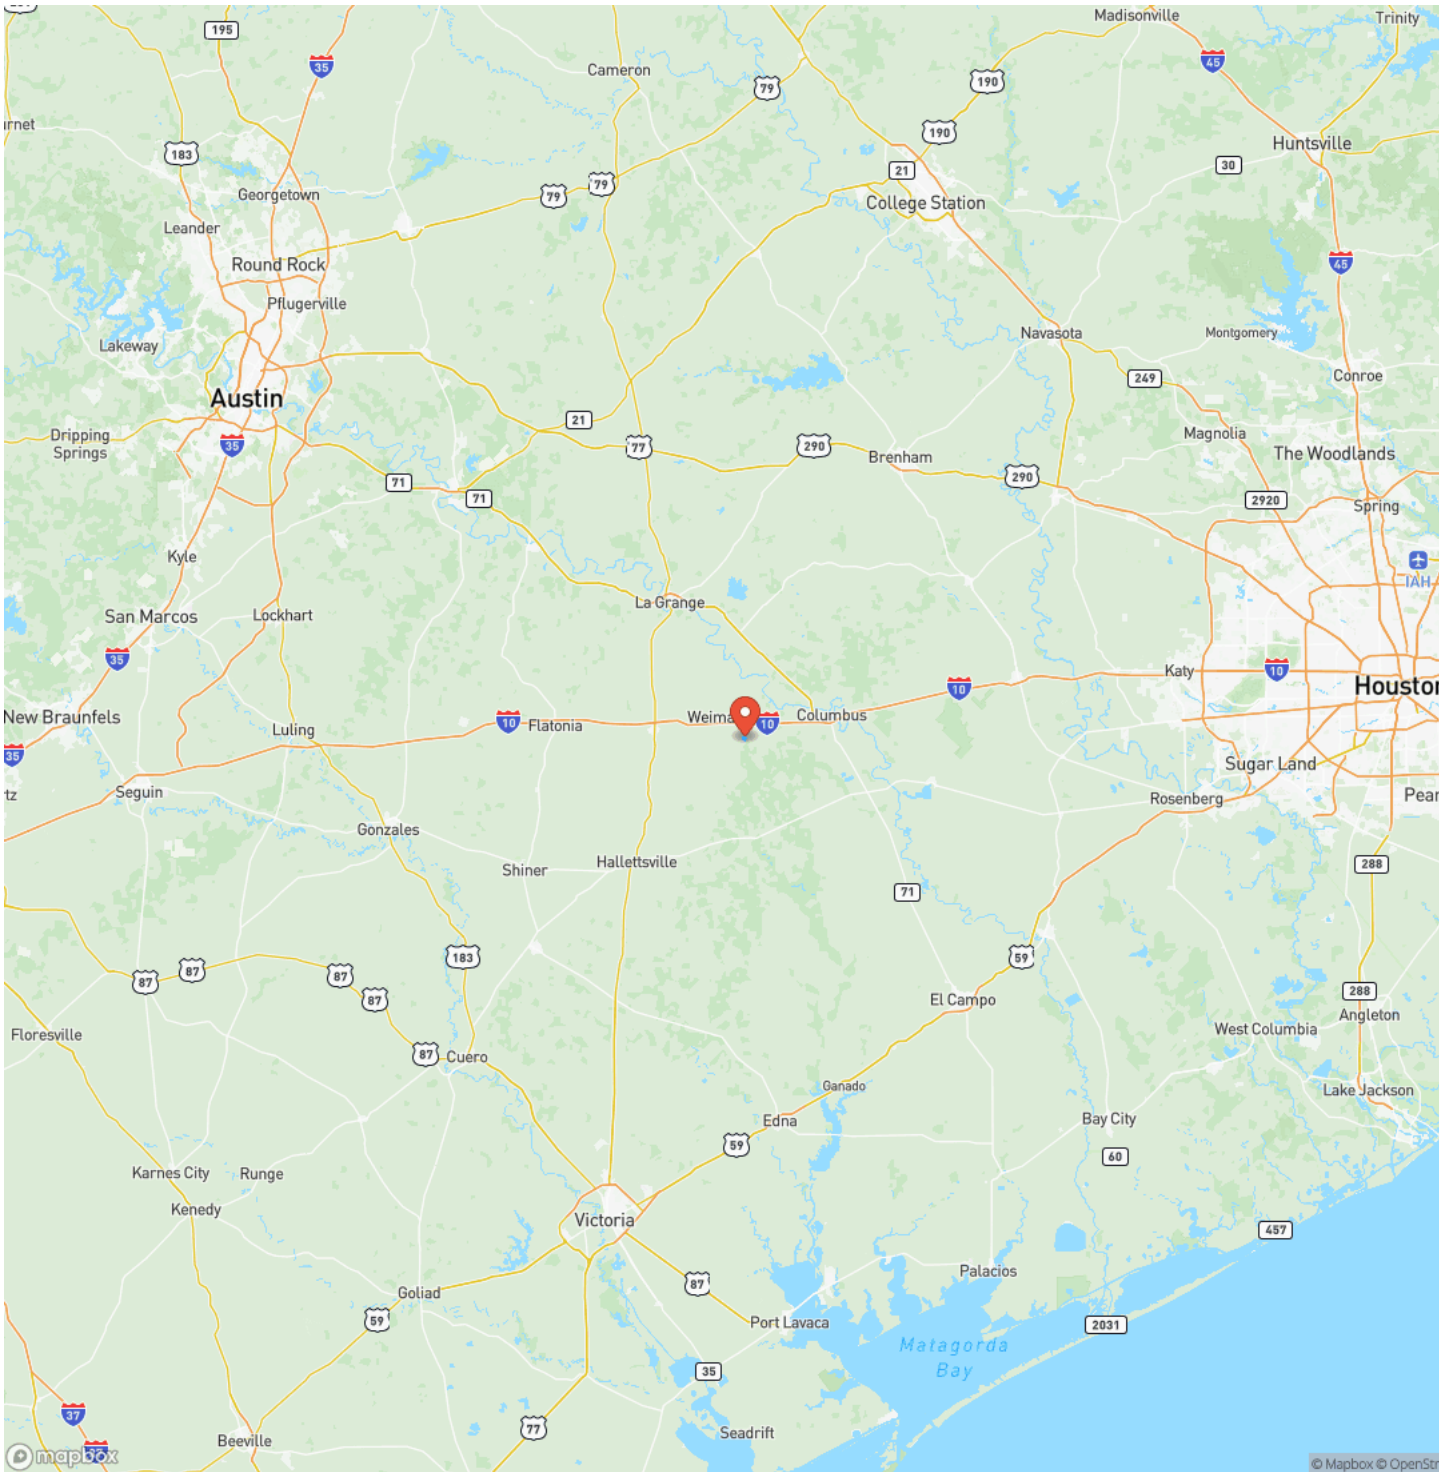 195
35
Cameron
79
190
Madisonville
45
Trinity
183
190
Huntsville
21
30
79
79
Georgetown
College Station
Leander
Round Rock
45
Pflugerville
Navasota
Montgomery
Lakeway
249
Conroe
Austin
21
Dripping
Springs
35
77
290
Brenham
Magnolia
The Woodlands
71
71
290
2920
Spring
Kyle
IAH
San Marcos
Lockhart
La Grange
35
Katy
10
10
Houston
New Braunfels
Luling
10
Flatonia
Weima
10
Columbus
35
tz
Seguin
Sugar Land
Rosenberg
Pear
Gonzales
Shiner
Hallettsville
288
71
87
87
87
87
183
59
El Campo
288
Angleton
Floresville
West Columbia
87
Cuero
Ganado
Lake Jackson
Edna
Bay City
59
60
Karnes City
Runge
Kenedy
Victoria
457
Palacios
87
Goliad
59
Port Lavaca
2031
Matagorda
Bay
35
37
77
Seadrift
Beeville
mapbox
© Mapbox © OpenStr